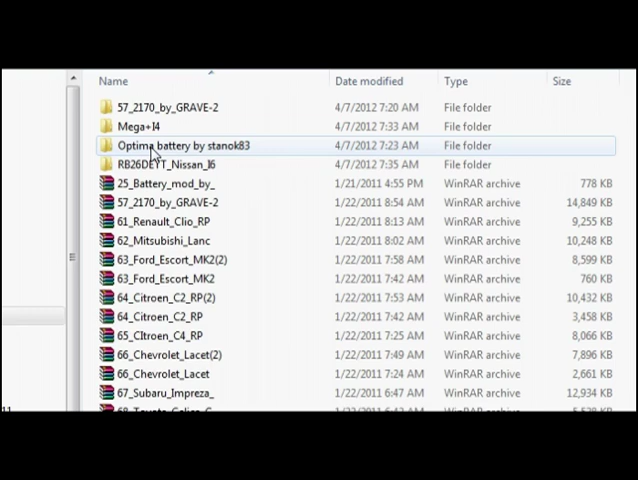 Name Date modified Type Size
57_2170_by_GRAVE-2 4/7/2012 7:20 AM File folder
Mega+I4 4/7/2012 7:33 AM File folder
Optima battery by stanok83 4/7/2012 7:23 AM File folder
RB26DETT_Nissan_I6 4/7/2012 7:35 AM File folder
25_Battery_mod_by_ 1/21/2011 4:55 PM WinRAR archive 778 KB
57_2170_by_GRAVE-2 1/22/2011 8:54 AM WinRAR archive 14,849 KB
61_Renault_Clio_RP 1/22/2011 8:13 AM WinRAR archive 9,255 KB
62_Mitsubishi_Lanc 1/22/2011 8:02 AM WinRAR archive 10,248 KB
63_Ford_Escort_MK2(2) 1/22/2011 7:58 AM WinRAR archive 8,599 KB
63_Ford_Escort_MK2 1/22/2011 7:42 AM WinRAR archive 760 KB
64_Citroen_C2_RP(2) 1/22/2011 7:53 AM WinRAR archive 10,432 KB
64_Citroen_C2_RP 1/22/2011 7:42 AM WinRAR archive 3,458 KB
65_CItroen_C4_RP 1/22/2011 7:25 AM WinRAR archive 8,066 KB
66_Chevrolet_Lacet(2) 1/22/2011 7:49 AM WinRAR archive 7,896 KB
66_Chevrolet_Lacet 1/22/2011 7:24 AM WinRAR archive 2,661 KB
67_Subaru_Impreza_ 1/22/2011 6:47 AM WinRAR archive 12,934 KB